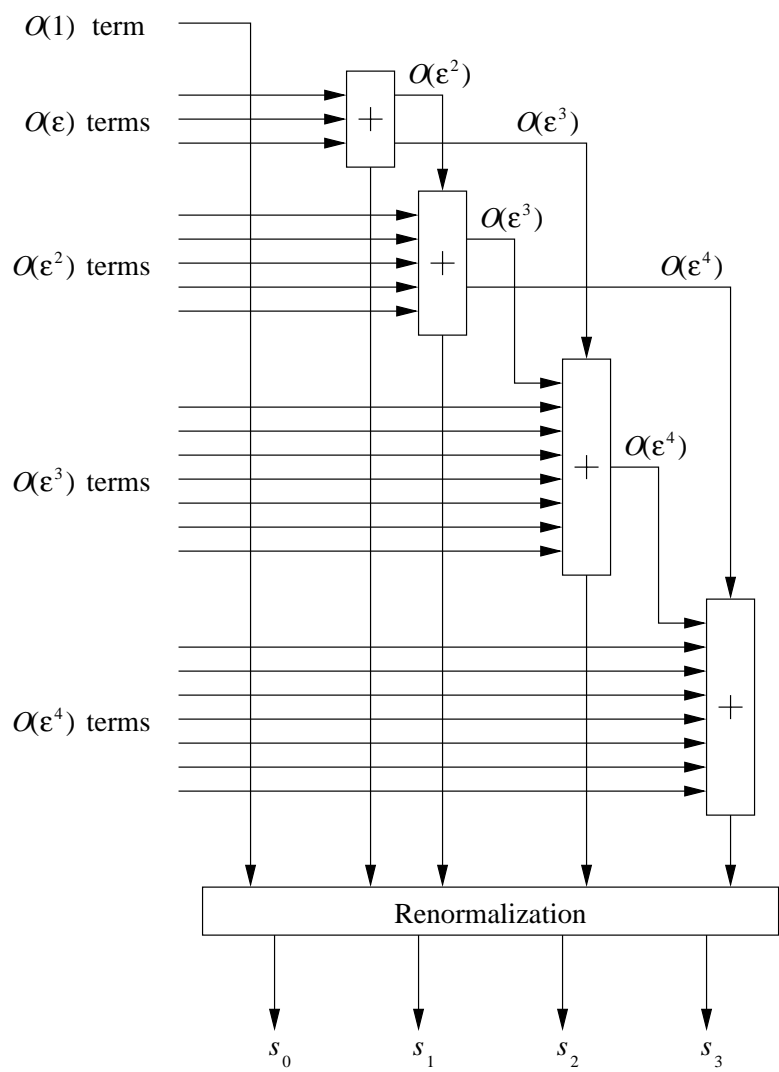 O(1) term
O(ε²)
O(ε) terms
+
O(ε³)
O(ε³)
O(ε²) terms
+
O(ε⁴)
O(ε⁴)
O(ε³) terms
+
O(ε⁴) terms
+
Renormalization
s₀ s₁ s₂ s₃